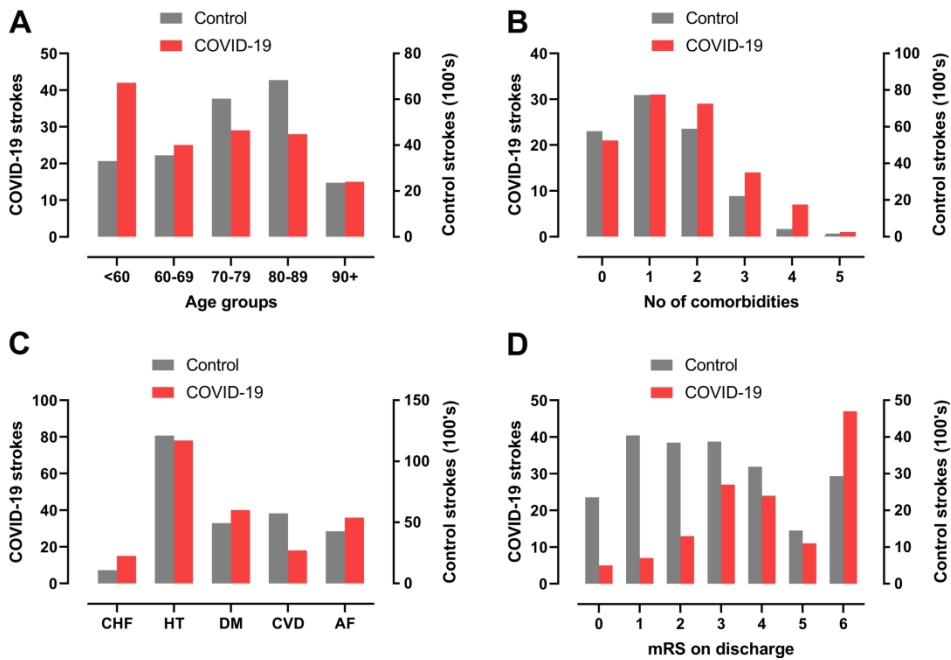 A
Control
COVID-19
50
40
30
20
10
0
COVID-19 strokes
80
60
40
20
0
Control strokes (100's)
<60 60-69 70-79 80-89 90+
Age groups
B
Control
COVID-19
40
30
20
10
0
COVID-19 strokes
100
80
60
40
20
0
Control strokes (100's)
0 1 2 3 4 5
No of comorbidities
C
Control
COVID-19
100
80
60
40
20
0
COVID-19 strokes
150
100
50
0
Control strokes (100's)
CHF HT DM CVD AF
D
Control
COVID-19
50
40
30
20
10
0
COVID-19 strokes
50
40
30
20
10
0
Control strokes (100's)
0 1 2 3 4 5 6
mRS on discharge